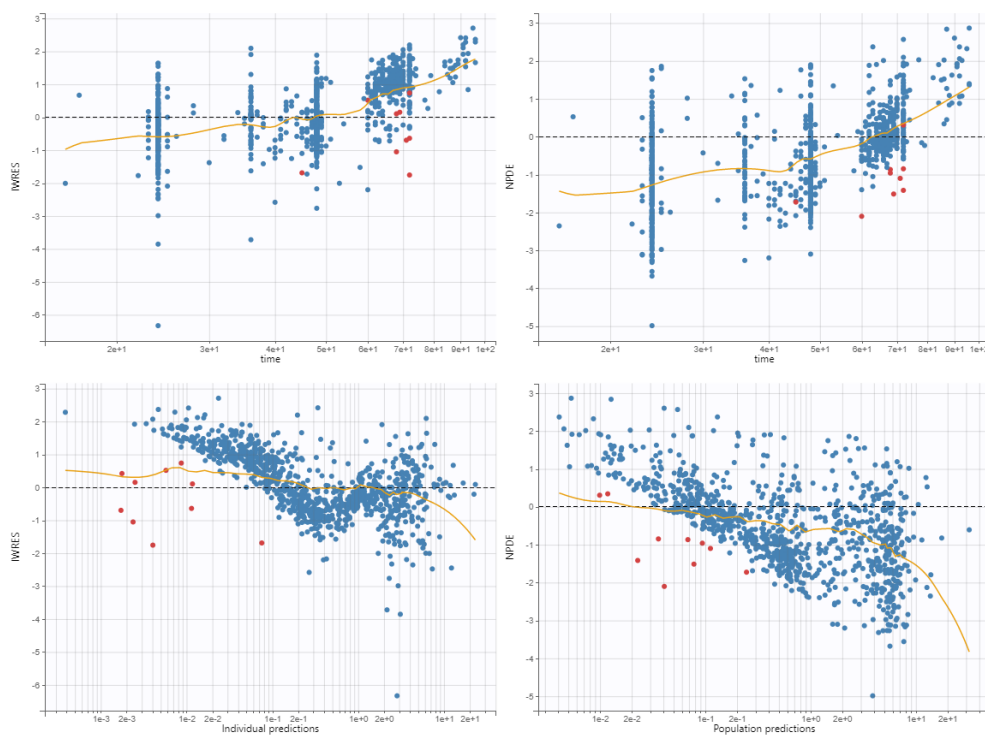 3
2
1
0
-1
-2
-3
-4
-5
-6
IWRES
2e+1
3e+1
4e+1
5e+1
6e+1
7e+1
8e+1
9e+1
1e+2
time
3
2
1
0
-1
-2
-3
-4
-5
NPDE
2e+1
3e+1
4e+1
5e+1
6e+1
7e+1
8e+1
9e+1
time
3
2
1
0
-1
-2
-3
-4
-5
-6
IWRES
1e-3
2e-3
1e-2
2e-2
1e-1
2e-1
1e+0
2e+0
1e+1
2e+1
Individual predictions
3
2
1
0
-1
-2
-3
-4
-5
NPDE
1e-2
2e-2
1e-1
2e-1
1e+0
2e+0
1e+1
2e+1
Population predictions